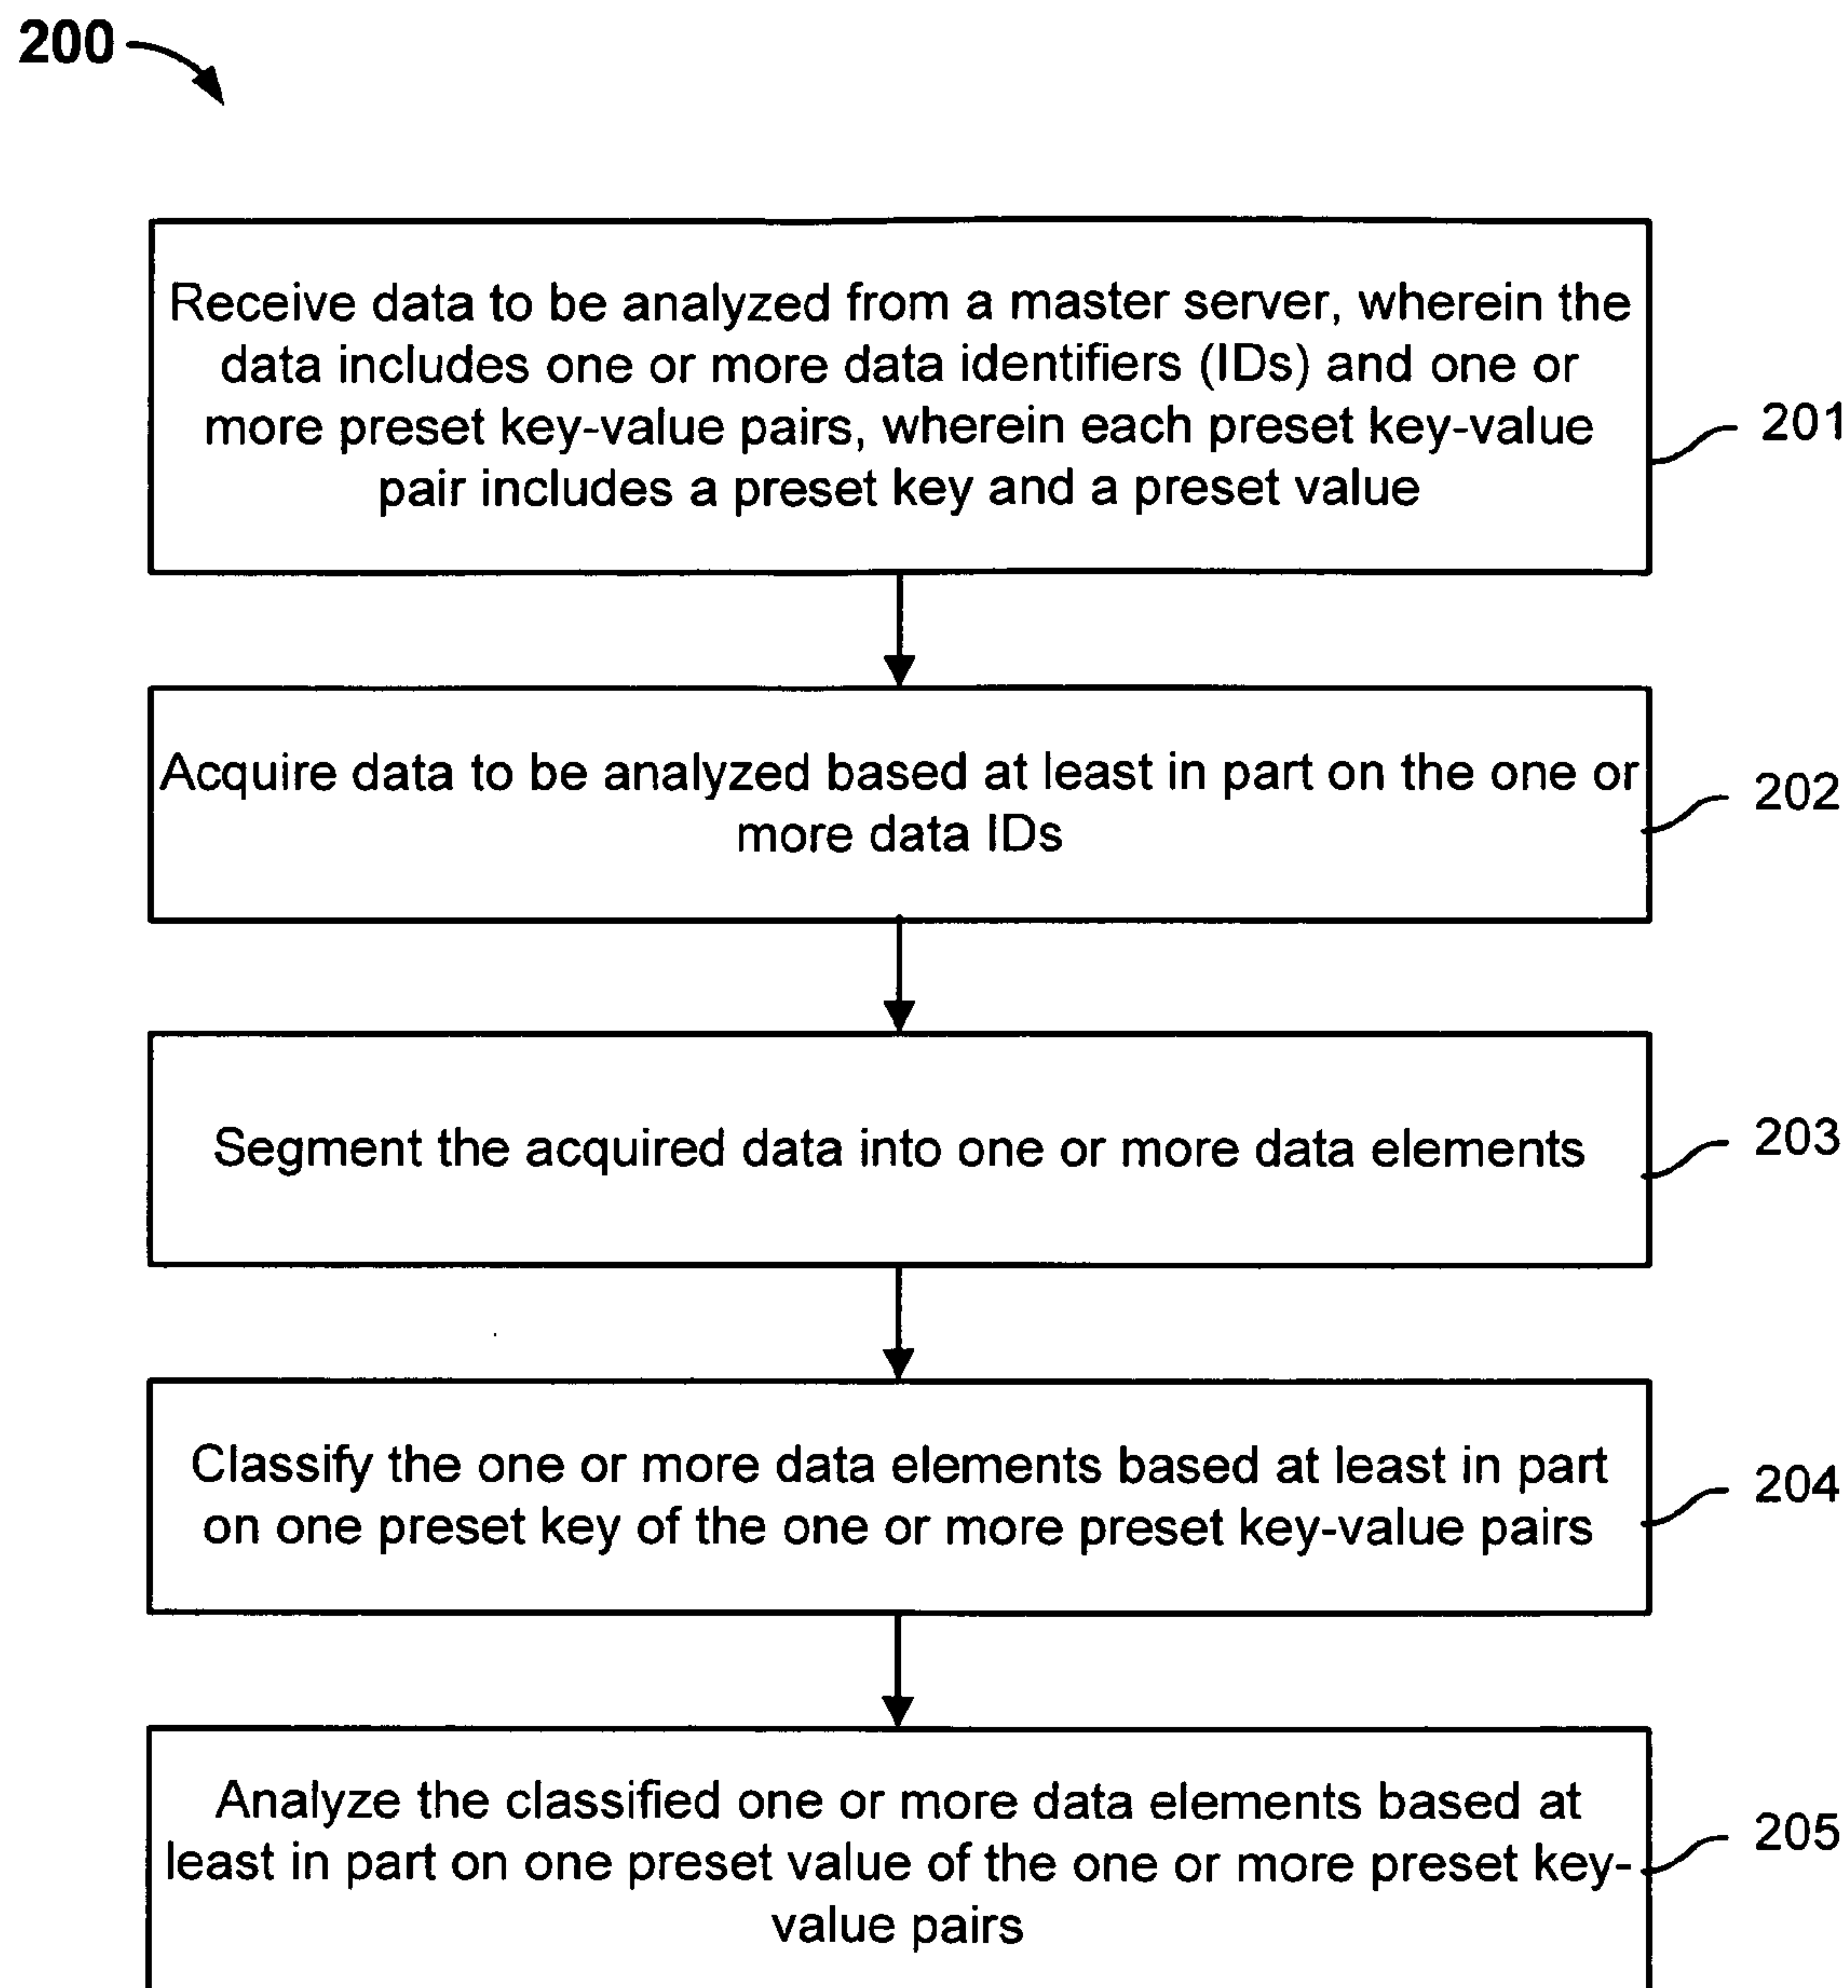 200
Receive data to be analyzed from a master server, wherein the
data includes one or more data identifiers (IDs) and one or
more preset key-value pairs, wherein each preset key-value
pair includes a preset key and a preset value
201
Acquire data to be analyzed based at least in part on the one or
more data IDs
202
Segment the acquired data into one or more data elements
203
Classify the one or more data elements based at least in part
on one preset key of the one or more preset key-value pairs
204
Analyze the classified one or more data elements based at
least in part on one preset value of the one or more preset key-
value pairs
205